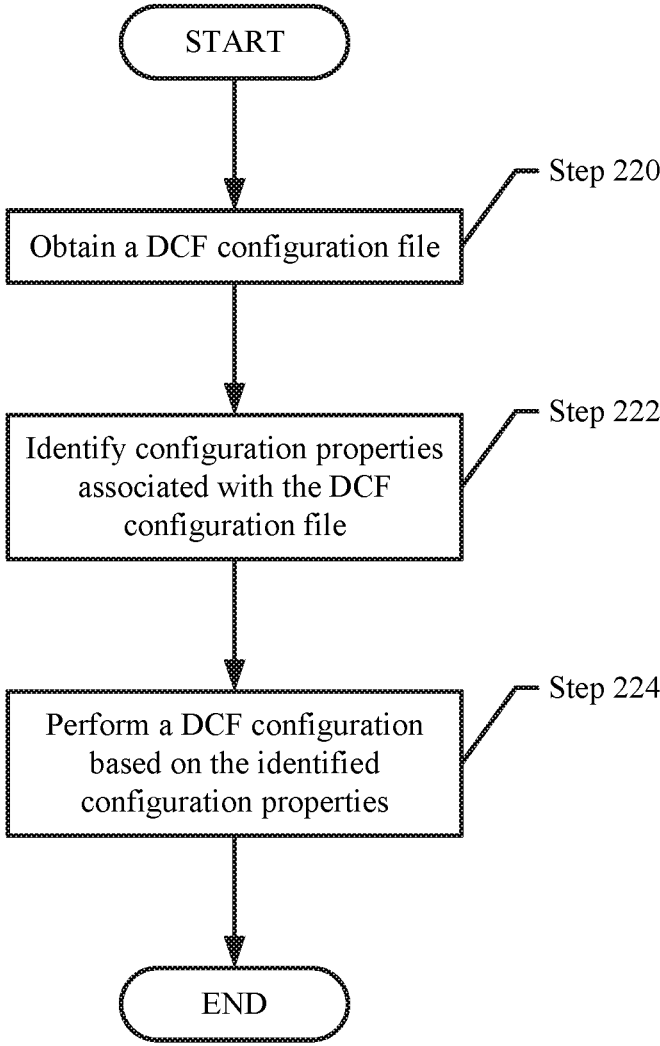 START
Step 220
Obtain a DCF configuration file
Step 222
Identify configuration properties
associated with the DCF
configuration file
Step 224
Perform a DCF configuration
based on the identified
configuration properties
END